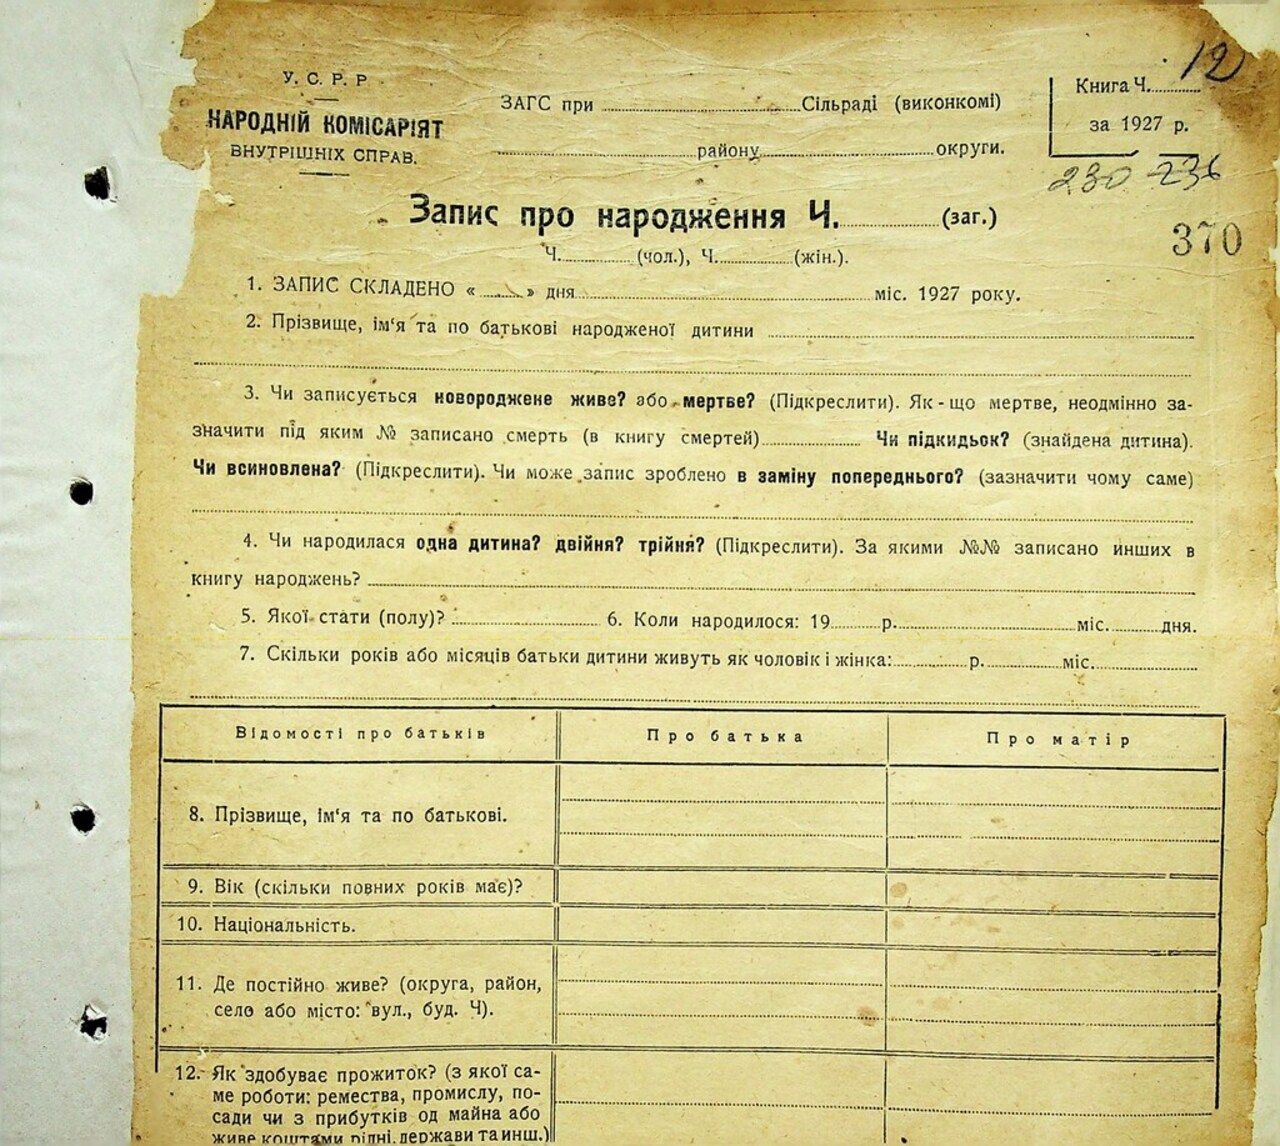 У. С. Р. Р
НАРОДНІЙ КОМІСАРІЯТ
ВНУТРІШНІХ СПРАВ.
ЗАГС при ........ Сільраді (виконкомі)
........ району ........ округи.
Книга Ч. ........ 12
за 1927 р.
230 236
370
Запис про народження Ч. ........ (заг.)
Ч. ........ (чол.), Ч. ........ (жін.).
1. ЗАПИС СКЛАДЕНО « ........ » дня ........ міс. 1927 року.
2. Прізвище, ім‘я та по батькові народженої дитини ........
3. Чи записується новороджене живе? або мертве? (Підкреслити). Як-що мертве, неодмінно за-
значити під яким № записано смерть (в книгу смертей) ........ Чи підкидьок? (знайдена дитина).
Чи всиновлена? (Підкреслити). Чи може запис зроблено в заміну попереднього? (зазначити чому саме)
4. Чи народилася одна дитина? двійня? трійня? (Підкреслити). За якими №№ записано инших в
книгу народжень? ........
5. Якої стати (полу)? ........ 6. Коли народилося: 19 ........ р. ........ міс. ........ дня.
7. Скільки років або місяців батьки дитини живуть як чоловік і жінка: ........ р. ........ міс. ........
Відомості про батьків Про батька Про матір
8. Прізвище, ім‘я та по батькові.
9. Вік (скільки повних років має)?
10. Національність.
11. Де постійно живе? (округа, район,
село або місто: вул., буд. Ч).
12. Як здобуває прожиток? (з якої са-
ме роботи: ремества, промислу, по-
сади чи з прибутків од майна або
живе коштами рідні, держави та инш.)